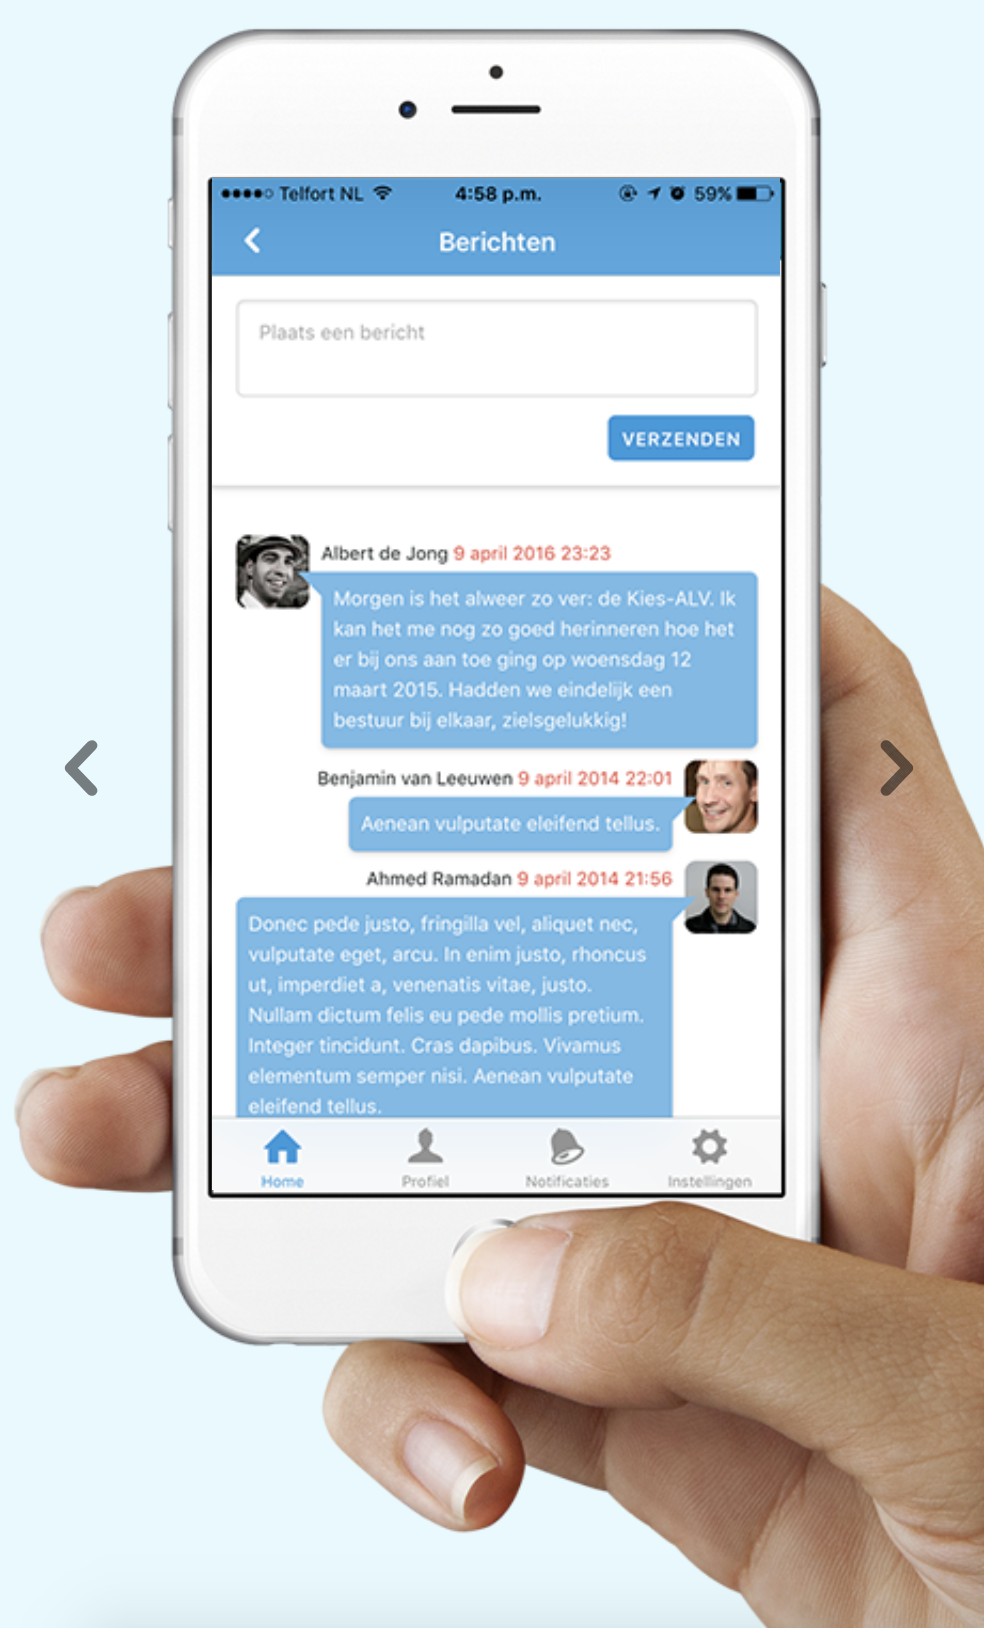 Telfort NL 4:58 p.m. 59%
Berichten
Plaats een bericht
VERZENDEN
Albert de Jong 9 april 2016 23:23
Morgen is het alweer zo ver: de Kies-ALV. Ik
kan het me nog zo goed herinneren hoe het
er bij ons aan toe ging op woensdag 12
maart 2015. Hadden we eindelijk een
bestuur bij elkaar, zielsgelukkig!
Benjamin van Leeuwen 9 april 2014 22:01
Aenean vulputate eleifend tellus.
Ahmed Ramadan 9 april 2014 21:56
Donec pede justo, fringilla vel, aliquet nec,
vulputate eget, arcu. In enim justo, rhoncus
ut, imperdiet a, venenatis vitae, justo.
Nullam dictum felis eu pede mollis pretium.
Integer tincidunt. Cras dapibus. Vivamus
elementum semper nisi. Aenean vulputate
eleifend tellus.
Home Profiel Notificaties Instellingen